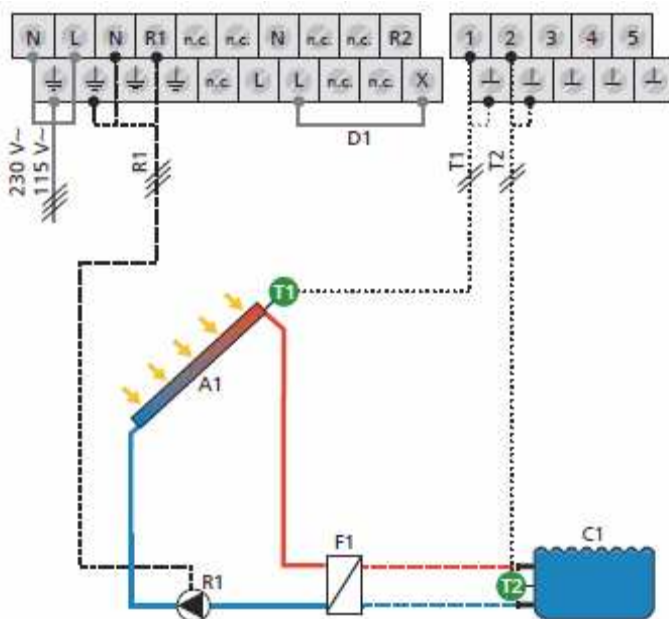 N L N R1 n.c. n.c. N n.c. n.c. R2 1 2 3 4 5
n.c. L L n.c. n.c. X
D1
230 V~
115 V~
R1
T1
T2
T1
A1
F1
C1
R1
T2